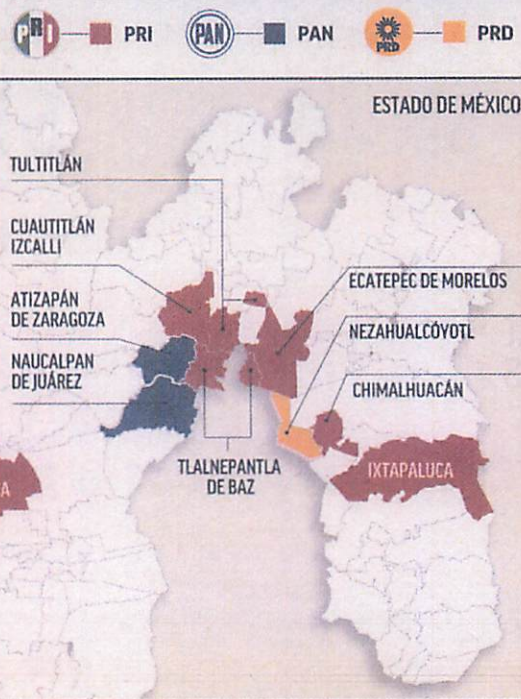 PRI PRI PAN PAN PRD PRD
ESTADO DE MÉXICO
TULTITLÁN
CUAUTITLÁN
IZCALLI
ATIZAPÁN
DE ZARAGOZA
NAUCALPAN
DE JUÁREZ
ECATEPEC DE MORELOS
NEZAHUALCÓYOTL
CHIMALHUACÁN
TLALNEPANTLA
DE BAZ
IXTAPALUCA
A